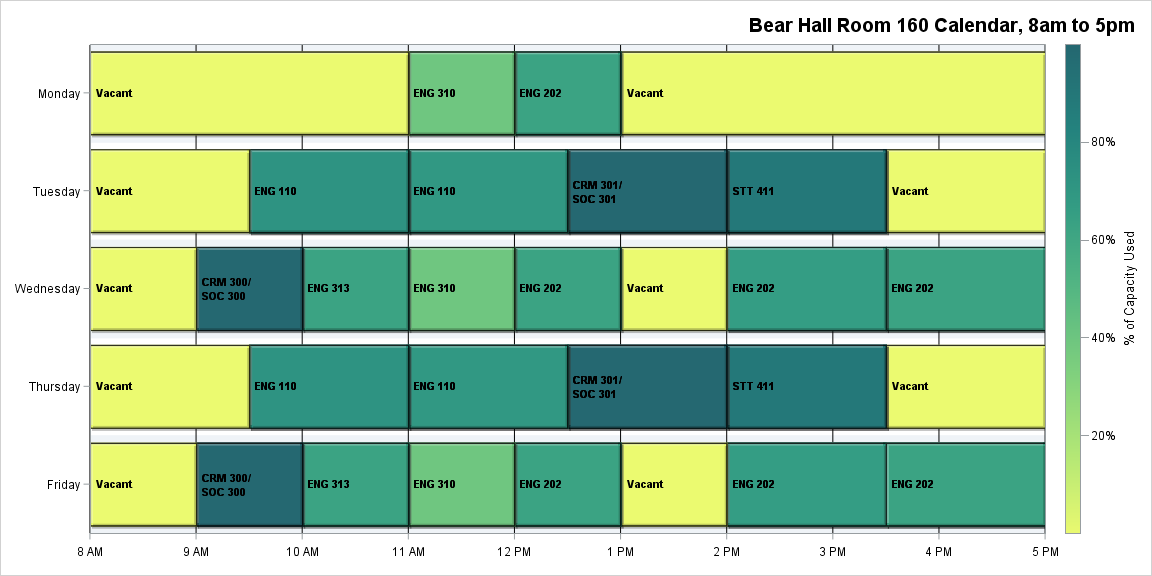 Bear Hall Room 160 Calendar, 8am to 5pm
Monday
Vacant
ENG 310
ENG 202
Vacant
Tuesday
Vacant
ENG 110
ENG 110
CRM 301/
SOC 301
STT 411
Vacant
Wednesday
Vacant
CRM 300/
SOC 300
ENG 313
ENG 310
ENG 202
Vacant
ENG 202
ENG 202
Thursday
Vacant
ENG 110
ENG 110
CRM 301/
SOC 301
STT 411
Vacant
Friday
Vacant
CRM 300/
SOC 300
ENG 313
ENG 310
ENG 202
Vacant
ENG 202
ENG 202
8 AM
9 AM
10 AM
11 AM
12 PM
1 PM
2 PM
3 PM
4 PM
5 PM
80%
60%
40%
20%
% of Capacity Used